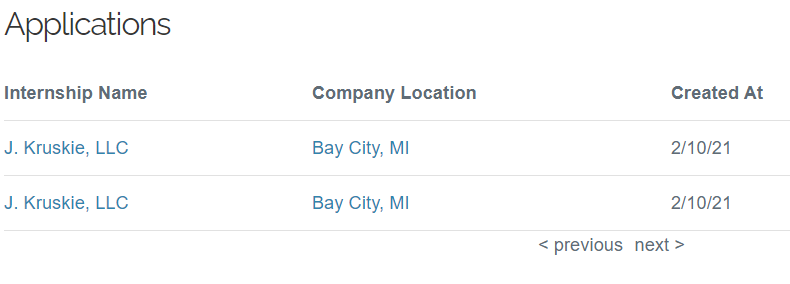 Applications
Internship Name Company Location Created At
J. Kruskie, LLC Bay City, MI 2/10/21
J. Kruskie, LLC Bay City, MI 2/10/21
< previous next >